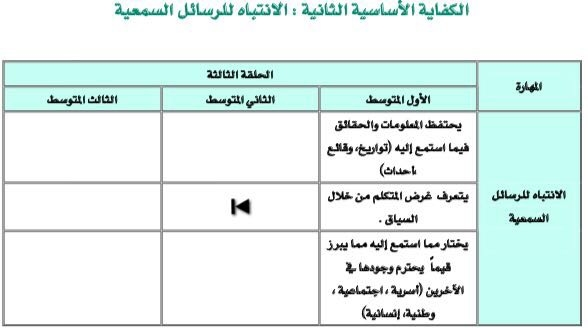 الكفاية الأساسية الثانية : الانتباه للرسائل السمعية
المهارة
الحلقة الثالثة
الأول المتوسط
الثاني المتوسط
الثالث المتوسط
الانتباه للرسائل
السمعية
يحتفظ المعلومات والحقائق
فيما استمع إليه (تواريخ، وقائع
،أحداث)
يتعرف غرض المتكلم من خلال
السياق .
يختار مما استمع إليه مما يبرز
قيماً يحترم وجودها في
الآخرين (أسرية ، اجتماعية ،
وطنية، إنسانية)